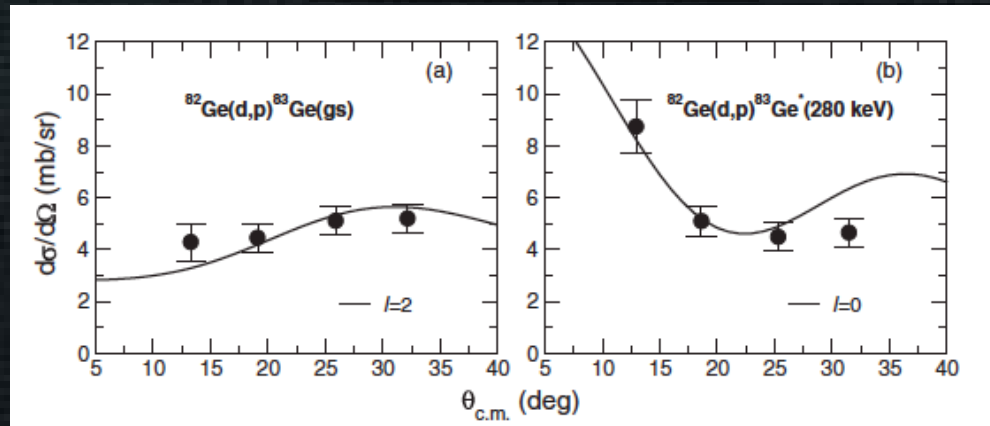 12
10
8
6
4
2
0
dσ/dΩ (mb/sr)
(a)
⁸²Ge(d,p)⁸³Ge(gs)
l=2
5 10 15 20 25 30 35 40
12
10
8
6
4
2
0
(b)
⁸²Ge(d,p)⁸³Ge*(280 keV)
l=0
5 10 15 20 25 30 35 40
θc.m. (deg)